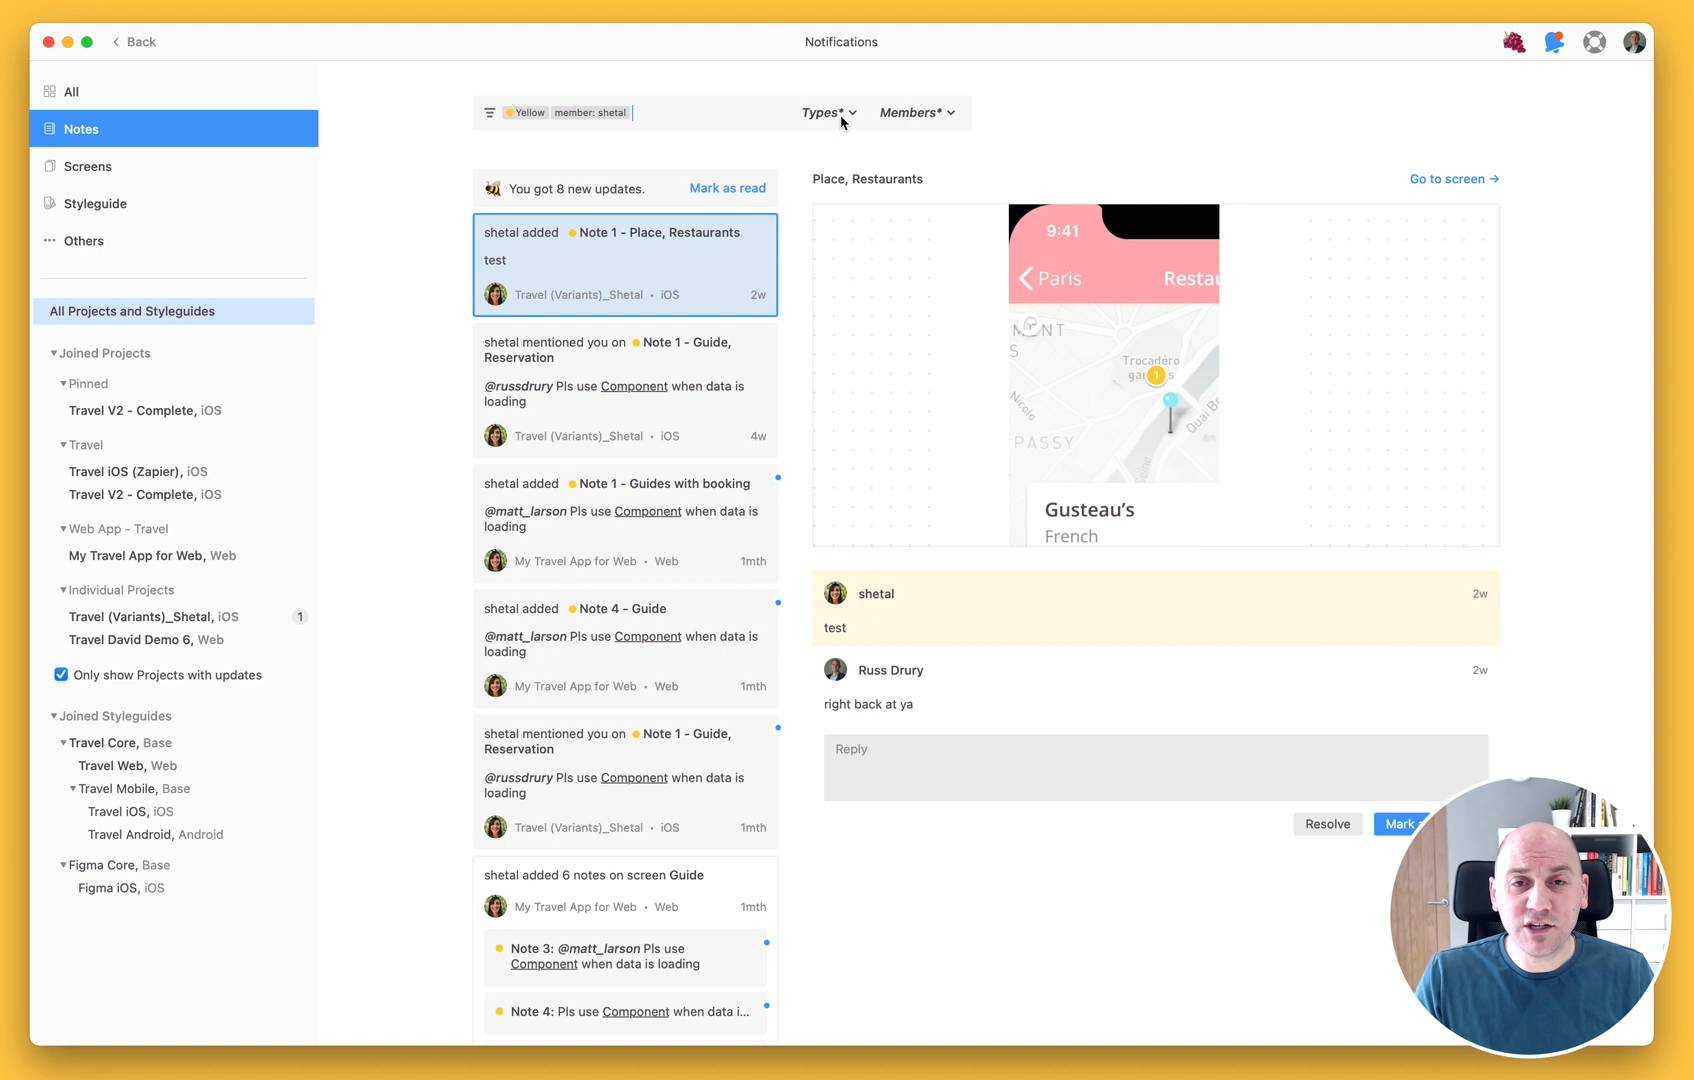 Back
Notifications
All
Notes
Screens
Styleguide
Others
All Projects and Styleguides
Joined Projects
Pinned
Travel V2 - Complete, iOS
Travel
Travel iOS (Zapier), iOS
Travel V2 - Complete, iOS
Web App - Travel
My Travel App for Web, Web
Individual Projects
Travel (Variants)_Shetal, iOS 1
Travel David Demo 6, Web
Only show Projects with updates
Joined Styleguides
Travel Core, Base
Travel Web, Web
Travel Mobile, Base
Travel iOS, iOS
Travel Android, Android
Figma Core, Base
Figma iOS, iOS
Yellow member: shetal
Types* Members*
You got 8 new updates. Mark as read
shetal added Note 1 - Place, Restaurants
test
Travel (Variants)_Shetal • iOS 2w
shetal mentioned you on Note 1 - Guide,
Reservation
@russdrury Pls use Component when data is
loading
Travel (Variants)_Shetal • iOS 4w
shetal added Note 1 - Guides with booking
@matt_larson Pls use Component when data is
loading
My Travel App for Web • Web 1mth
shetal added Note 4 - Guide
@matt_larson Pls use Component when data is
loading
My Travel App for Web • Web 1mth
shetal mentioned you on Note 1 - Guide,
Reservation
@russdrury Pls use Component when data is
loading
Travel (Variants)_Shetal • iOS 1mth
shetal added 6 notes on screen Guide
My Travel App for Web • Web 1mth
Note 3: @matt_larson Pls use
Component when data is loading
Note 4: Pls use Component when data i...
Place, Restaurants
Go to screen →
9:41
Paris Restau
MENT
S
Trocadéro
1
Nicolo
PASSY
Quai Br
Seine
Gusteau's
French
shetal 2w
test
Russ Drury 2w
right back at ya
Reply
Resolve
Mark